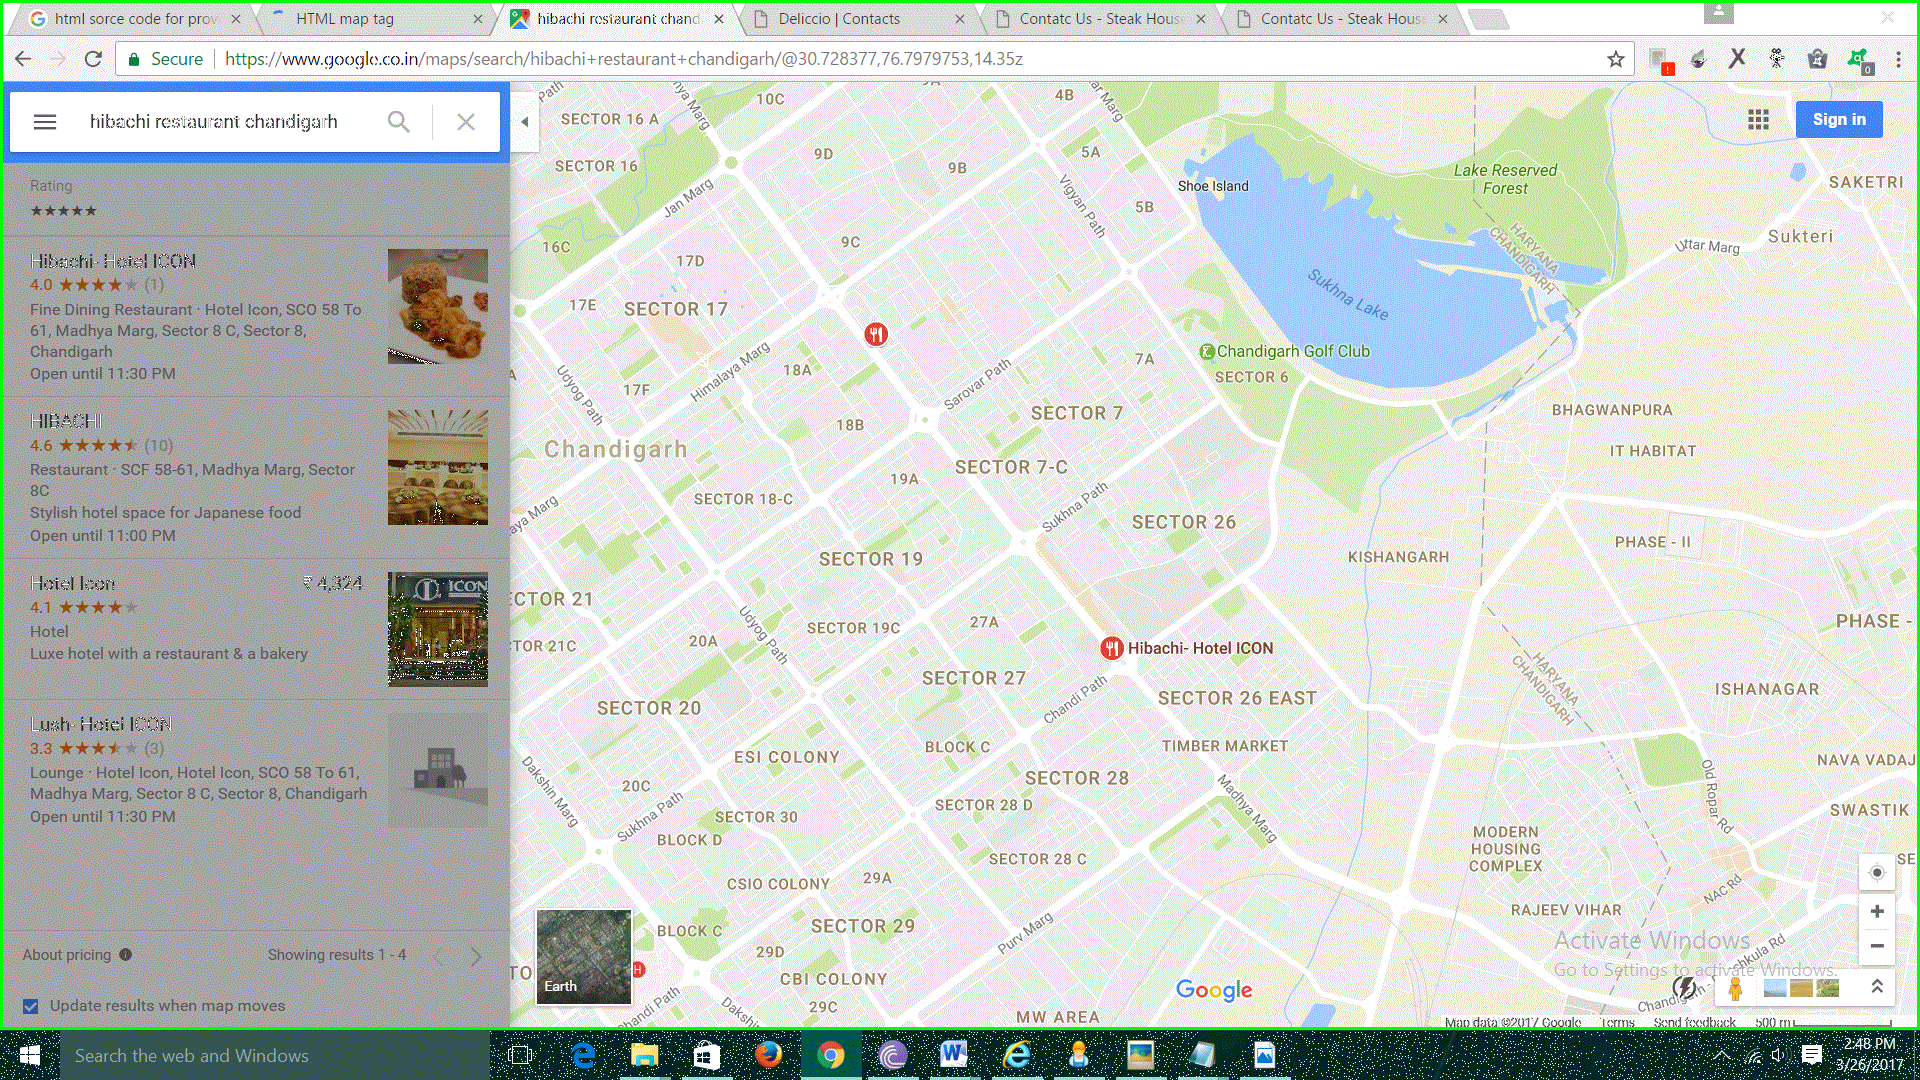 html sorce code for prov
HTML map tag
hibachi restaurant chand
Deliccio | Contacts
Contatc Us - Steak Hous
Contatc Us - Steak Hous
Secure
https://www.google.co.in/maps/search/hibachi+restaurant+chandigarh/@30.728377,76.7979753,14.35z
hibachi restaurant chandigarh
Sign in
Rating
Hibachi- Hotel ICON
4.0 ★★★★★ (1)
Fine Dining Restaurant · Hotel Icon, SCO 58 To
61, Madhya Marg, Sector 8 C, Sector 8,
Chandigarh
Open until 11:30 PM
HIBACHI
4.6 ★★★★★ (10)
Restaurant · SCF 58-61, Madhya Marg, Sector
8C
Stylish hotel space for Japanese food
Open until 11:00 PM
Hotel Icon ₹ 4,324
4.1 ★★★★★
Hotel
Luxe hotel with a restaurant & a bakery
ICON
Lush- Hotel ICON
3.3 ★★★★★ (3)
Lounge · Hotel Icon, Hotel Icon, SCO 58 To 61,
Madhya Marg, Sector 8 C, Sector 8, Chandigarh
Open until 11:30 PM
About pricing
Showing results 1 - 4
Update results when map moves
10C
4B
SECTOR 16 A
9D
5A
SECTOR 16
9B
Lake Reserved
Forest
Shoe Island
SAKETRI
Jan Marg
Vigyan Path
5B
16C
9C
Uttar Marg
Sukteri
HARYANA
CHANDIGARH
17D
17E
SECTOR 17
Sukhna Lake
7A
Chandigarh Golf Club
SECTOR 6
Himalaya Marg
18A
Sarovar Path
17F
Udyog Path
SECTOR 7
BHAGWANPURA
18B
Chandigarh
IT HABITAT
SECTOR 7-C
19A
SECTOR 18-C
Sukhna Path
SECTOR 26
PHASE - II
SECTOR 19
KISHANGARH
ECTOR 21
27A
PHASE -
Udyog Path
20A
SECTOR 19C
TOR 21C
Hibachi- Hotel ICON
SECTOR 27
HARYANA
CHANDIGARH
ISHANAGAR
SECTOR 20
Chandi Path
SECTOR 26 EAST
BLOCK C
TIMBER MARKET
ESI COLONY
NAVA VADAJ
20C
SECTOR 28
Dakshin Marg
Sukhna Path
SECTOR 30
SECTOR 28 D
Madhya Marg
Old Ropar Rd
SWASTIK
BLOCK D
MODERN
HOUSING
COMPLEX
SECTOR 28 C
CSIO COLONY
29A
NAC Rd
RAJEEV VIHAR
SECTOR 29
Purv Marg
BLOCK C
29D
CBI COLONY
29C
MW AREA
Earth
Google
Activate Windows
Go to Settings to activate Windows.
Map data ©2017 Google
Terms
Send feedback
500 m
Search the web and Windows
2:48 PM
3/26/2017